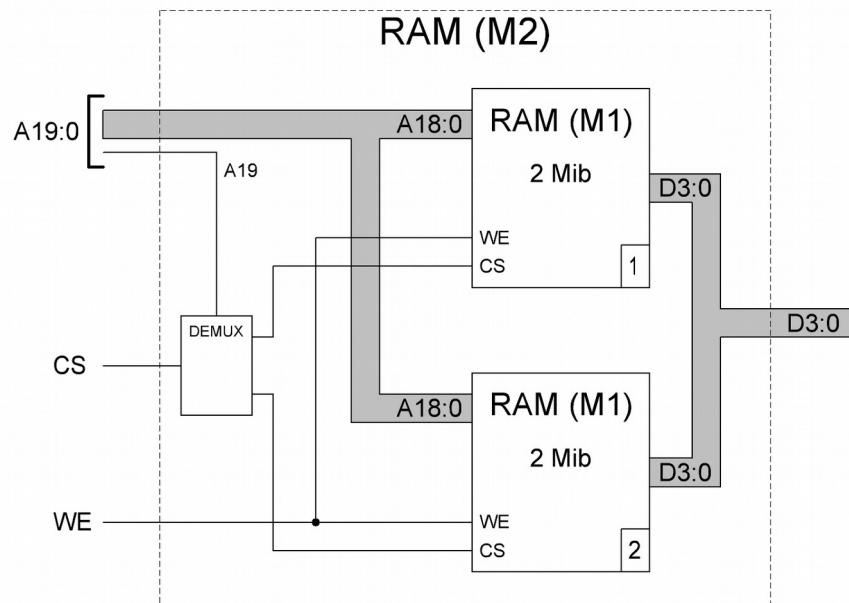 RAM (M2)
A19:0
A18:0
RAM (M1)
2 Mib
A19
D3:0
WE
CS
1
DEMUX
D3:0
CS
A18:0
RAM (M1)
2 Mib
D3:0
WE
WE
CS
2